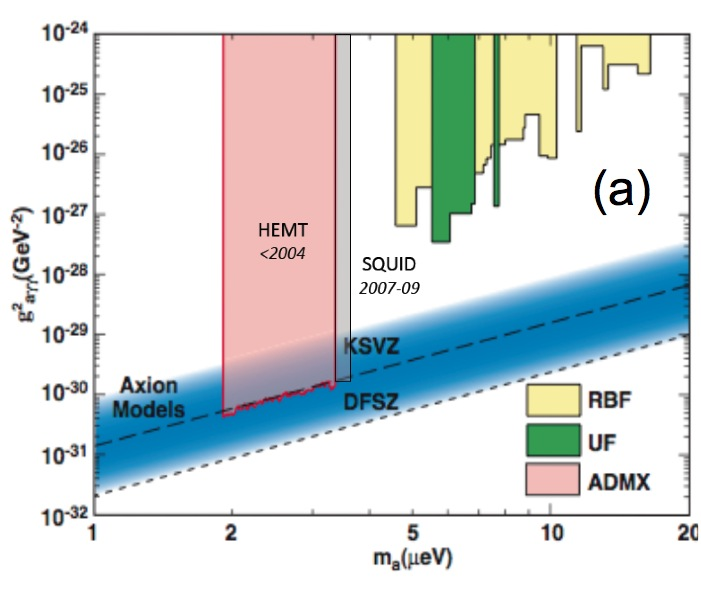 10⁻²⁴
10⁻²⁵
10⁻²⁶
10⁻²⁷
10⁻²⁸
10⁻²⁹
10⁻³⁰
10⁻³¹
10⁻³²
g²aγγ(GeV⁻²)
(a)
HEMT
<2004
SQUID
2007-09
KSVZ
Axion
Models
DFSZ
RBF
UF
ADMX
1 2 5 10 20
mₐ(μeV)